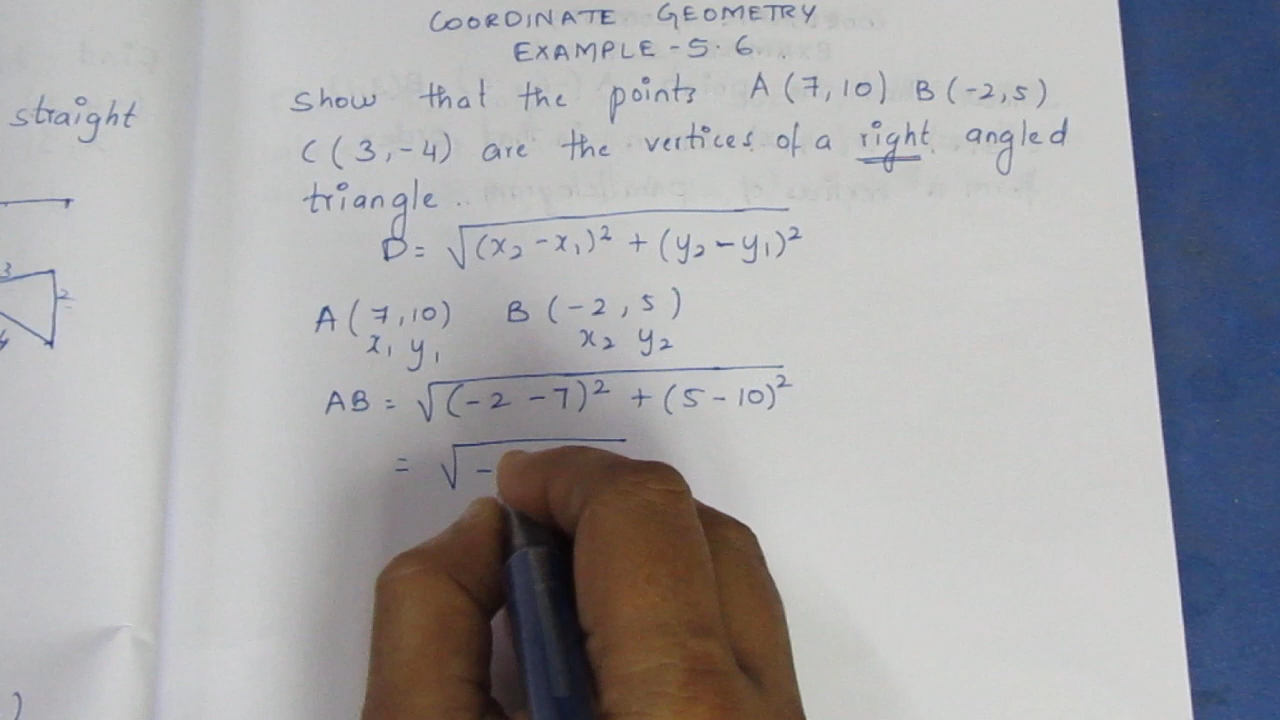 COORDINATE GEOMETRY
EXAMPLE - 5.6
straight
show that the points A (7,10) B (-2,5)
C (3,-4) are the vertices of a right angled
triangle.
D = √(x₂ - x₁)² + (y₂ - y₁)²
3
2
A (7,10) B (-2, 5)
x₁ y₁ x₂ y₂
AB = √(-2 - 7)² + (5 - 10)²
= √-
)